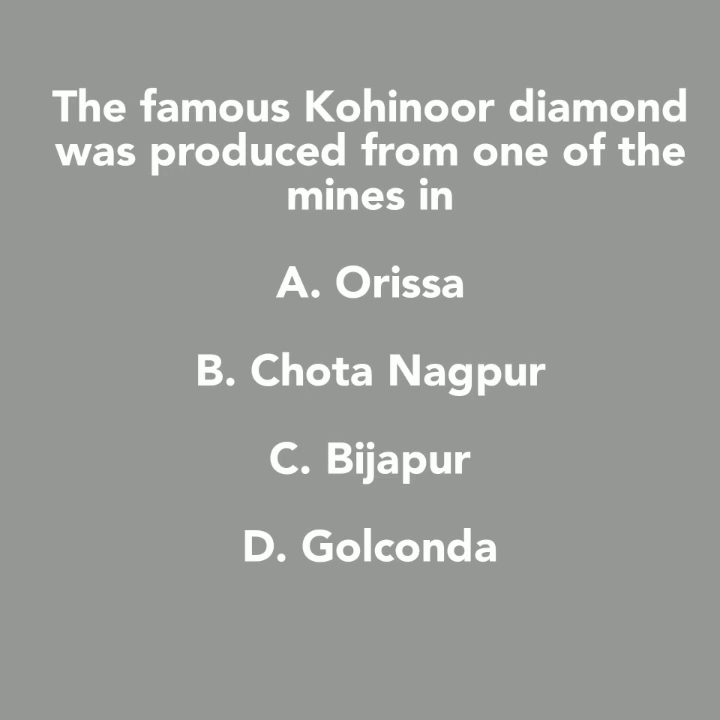 The famous Kohinoor diamond
was produced from one of the
mines in
A. Orissa
B. Chota Nagpur
C. Bijapur
D. Golconda